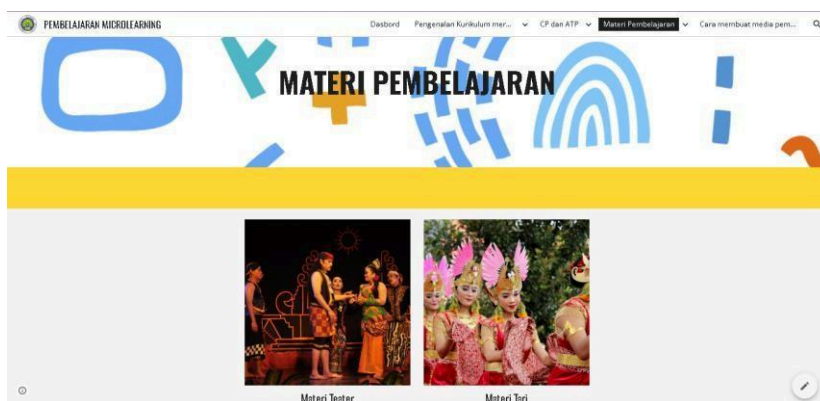 PEMBELAJARAN MICROLEARNING
Dasbord Pengenalan Kurikulum mer... CP dan ATP Materi Pembelajaran Cara membuat media pem...
MATERI PEMBELAJARAN
Materi Teater Materi Tari